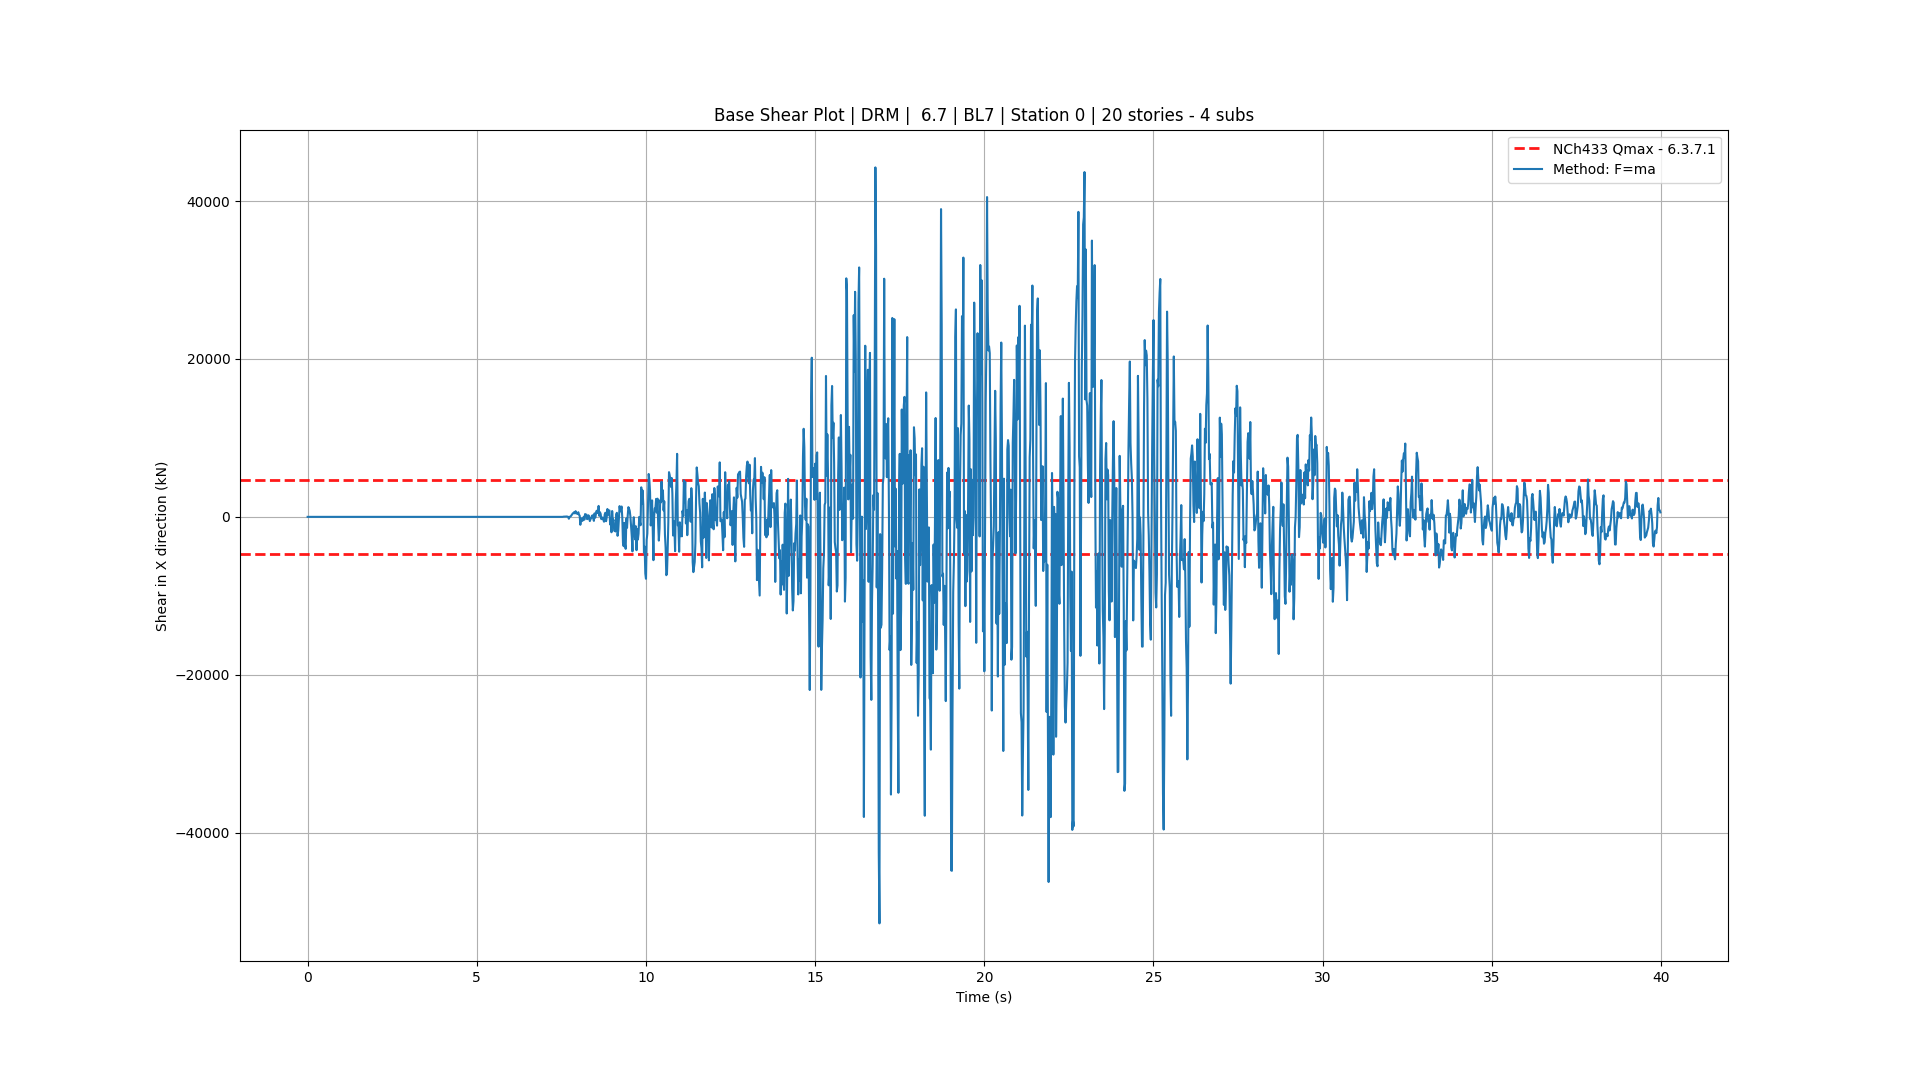 Base Shear Plot | DRM |  6.7 | BL7 | Station 0 | 20 stories - 4 subs
NCh433 Qmax - 6.3.7.1
Method: F=ma
40000
20000
0
−20000
−40000
Shear in X direction (kN)
0 5 10 15 20 25 30 35 40
Time (s)